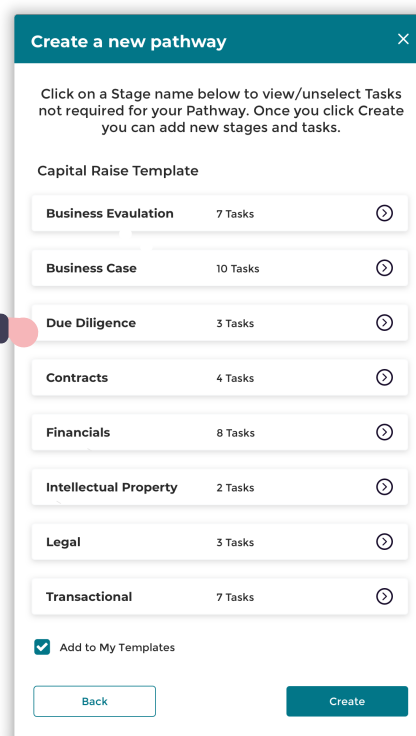 Create a new pathway
Click on a Stage name below to view/unselect Tasks
not required for your Pathway. Once you click Create
you can add new stages and tasks.
Capital Raise Template
Business Evaulation 7 Tasks
Business Case 10 Tasks
Due Diligence 3 Tasks
Contracts 4 Tasks
Financials 8 Tasks
Intellectual Property 2 Tasks
Legal 3 Tasks
Transactional 7 Tasks
Add to My Templates
Back Create